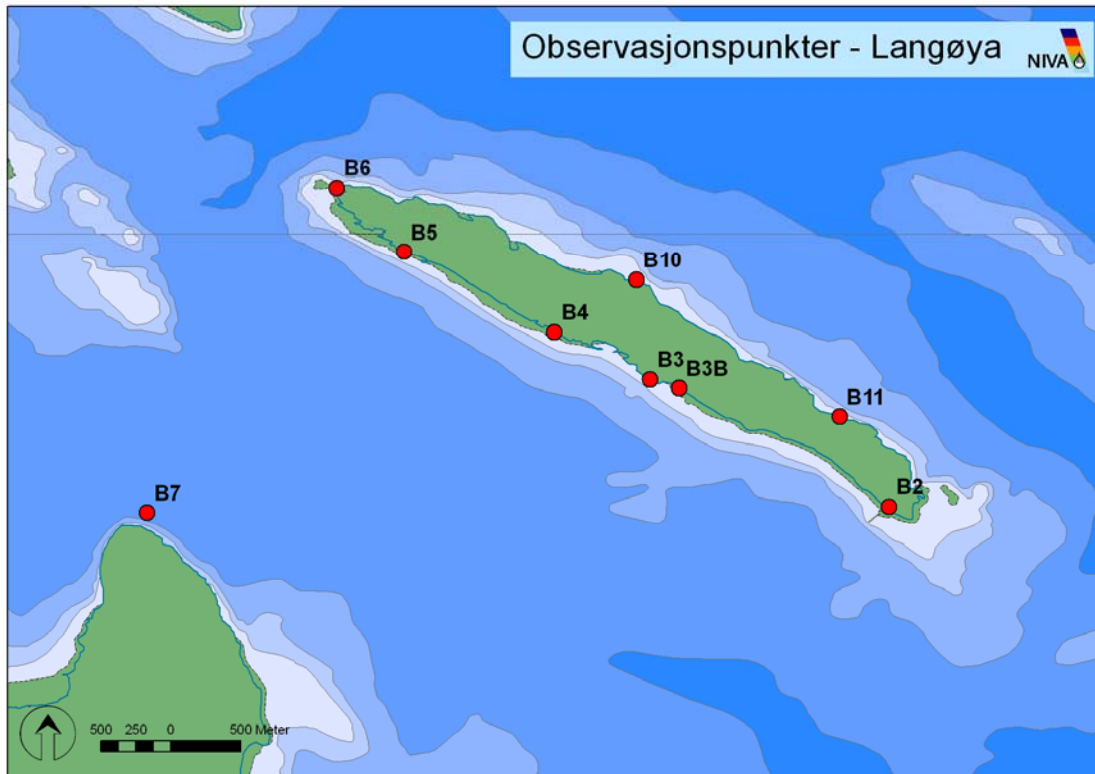 Observasjonspunkter - Langøya
NIVA
B6
B5
B10
B4
B3
B3B
B11
B2
B7
500 250 0 500 Meter